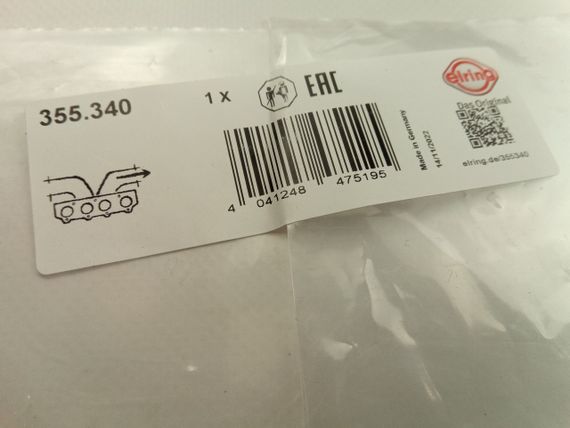 355.340
1 x
EAC
elring
Das Original
4 041248 475195
Made in Germany
14/11/2022
elring.de/355340